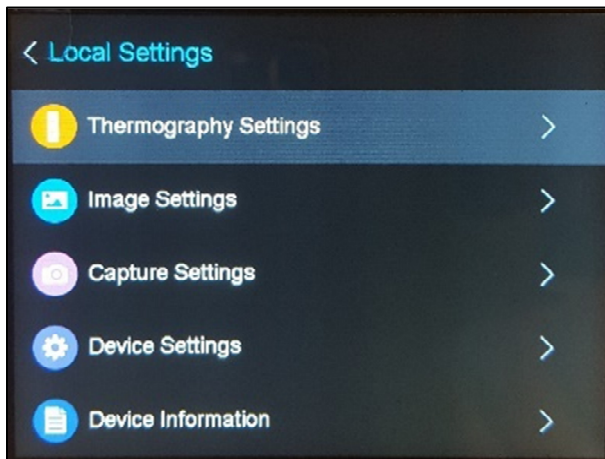 Local Settings
Thermography Settings
Image Settings
Capture Settings
Device Settings
Device Information